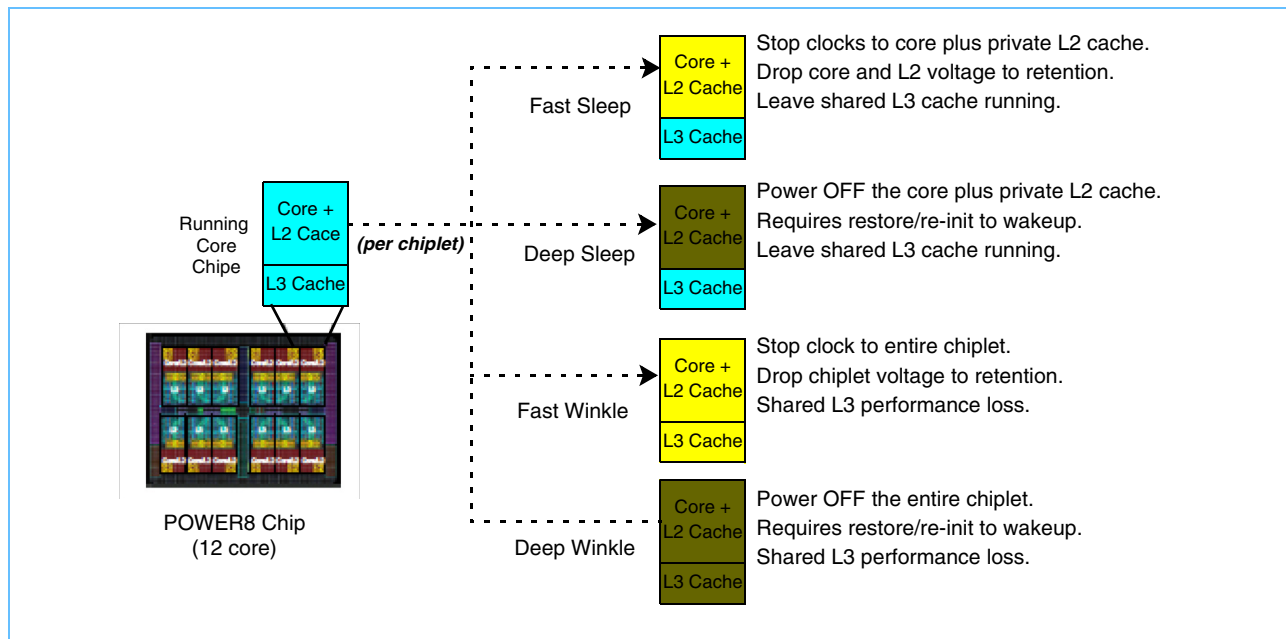 Core +
L2 Cache
L3 Cache
Fast Sleep
Stop clocks to core plus private L2 cache.
Drop core and L2 voltage to retention.
Leave shared L3 cache running.
Running
Core
Chipe
Core +
L2 Cace
L3 Cache
(per chiplet)
Core +
L2 Cache
L3 Cache
Deep Sleep
Power OFF the core plus private L2 cache.
Requires restore/re-init to wakeup.
Leave shared L3 cache running.
Core +
L2 Cache
L3 Cache
Fast Winkle
Stop clock to entire chiplet.
Drop chiplet voltage to retention.
Shared L3 performance loss.
POWER8 Chip
(12 core)
Core +
L2 Cache
L3 Cache
Deep Winkle
Power OFF the entire chiplet.
Requires restore/re-init to wakeup.
Shared L3 performance loss.